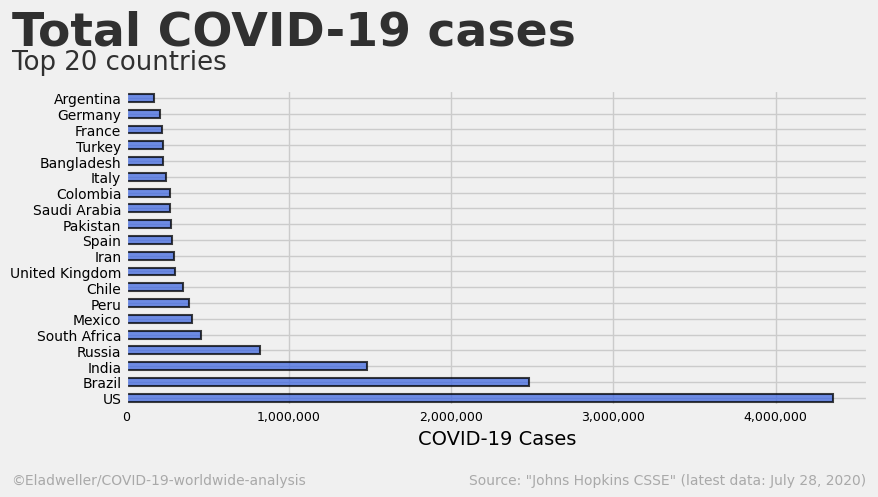 Total COVID-19 cases
Top 20 countries
Argentina
Germany
France
Turkey
Bangladesh
Italy
Colombia
Saudi Arabia
Pakistan
Spain
Iran
United Kingdom
Chile
Peru
Mexico
South Africa
Russia
India
Brazil
US
0 1,000,000 2,000,000 3,000,000 4,000,000
COVID-19 Cases
©Eladweller/COVID-19-worldwide-analysis Source: "Johns Hopkins CSSE" (latest data: July 28, 2020)